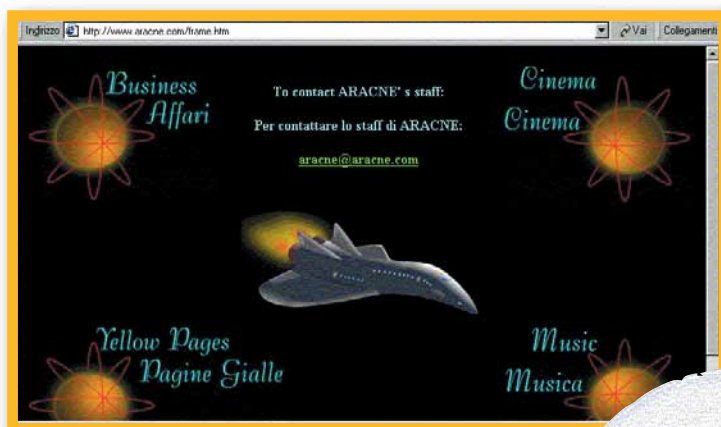 Indirizzo http://www.aracne.com/frame.htm Vai Collegamenti
Business
Affari
To contact ARACNE' s staff:
Per contattare lo staff di ARACNE:
aracne@aracne.com
Cinema
Cinema
Yellow Pages
Pagine Gialle
Music
Musica